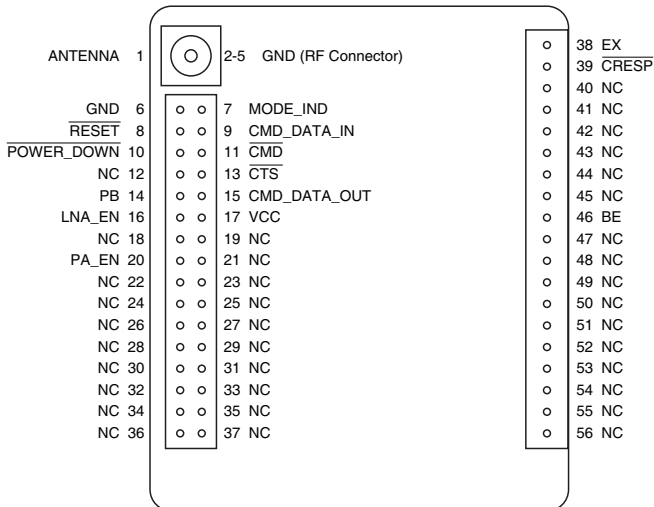 ANTENNA 1 2-5 GND (RF Connector) 38 EX
39 CRESP
40 NC
GND 6 7 MODE_IND 41 NC
RESET 8 9 CMD_DATA_IN 42 NC
POWER_DOWN 10 11 CMD 43 NC
NC 12 13 CTS 44 NC
PB 14 15 CMD_DATA_OUT 45 NC
LNA_EN 16 17 VCC 46 BE
NC 18 19 NC 47 NC
PA_EN 20 21 NC 48 NC
NC 22 23 NC 49 NC
NC 24 25 NC 50 NC
NC 26 27 NC 51 NC
NC 28 29 NC 52 NC
NC 30 31 NC 53 NC
NC 32 33 NC 54 NC
NC 34 35 NC 55 NC
NC 36 37 NC 56 NC